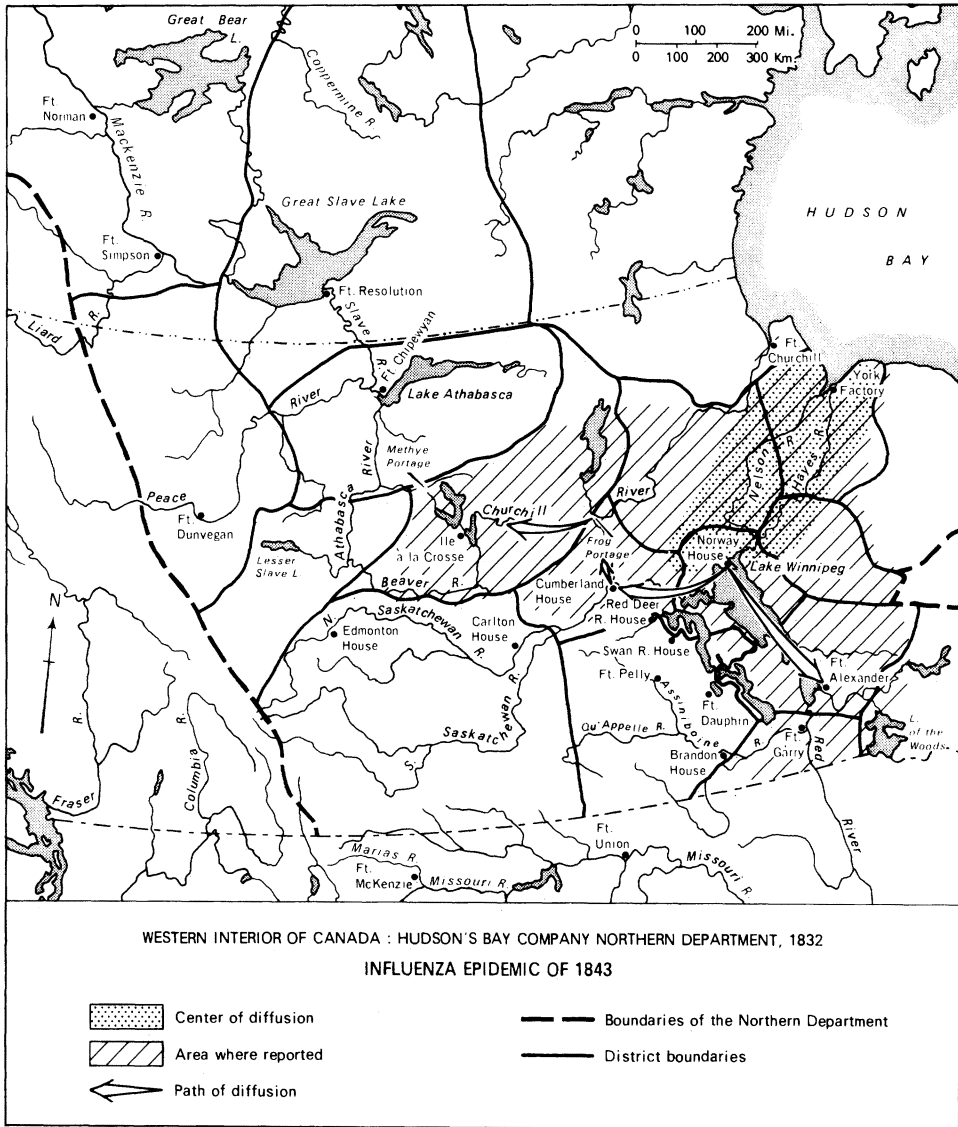 Great Bear
L.
0 100 200 Mi.
0 100 200 300 Km.
Coppermine R.
Ft.
Norman
Mackenzie R.
Great Slave Lake
HUDSON
BAY
Ft.
Simpson
Ft. Resolution
Slave R.
Liard R.
Ft. Chipewyan
Ft.
Churchill
York
Factory
Lake Athabasca
Peace River
Methye
Portage
Nelson R.
Hayes R.
Churchill River
Ft.
Dunvegan
Athabasca River
Ile
à la Crosse
Frog
Portage
Norway
House
Lesser
Slave L.
Lake Winnipeg
Beaver R.
Cumberland
House
Red Deer
R. House
N. Saskatchewan R.
Carlton
House
Edmonton
House
Swan R. House
Ft.
Alexander
N
Ft. Pelly
Assiniboine R.
Ft.
Dauphin
L.
of the
Woods
S. Saskatchewan R.
Qu'Appelle R.
Ft.
Garry
Brandon
House
Red River
Columbia R.
Fraser R.
Ft.
Union
Marias R.
Ft.
McKenzie
Missouri R.
Missouri R.
WESTERN INTERIOR OF CANADA : HUDSON'S BAY COMPANY NORTHERN DEPARTMENT, 1832
INFLUENZA EPIDEMIC OF 1843
Center of diffusion
Boundaries of the Northern Department
Area where reported
District boundaries
Path of diffusion